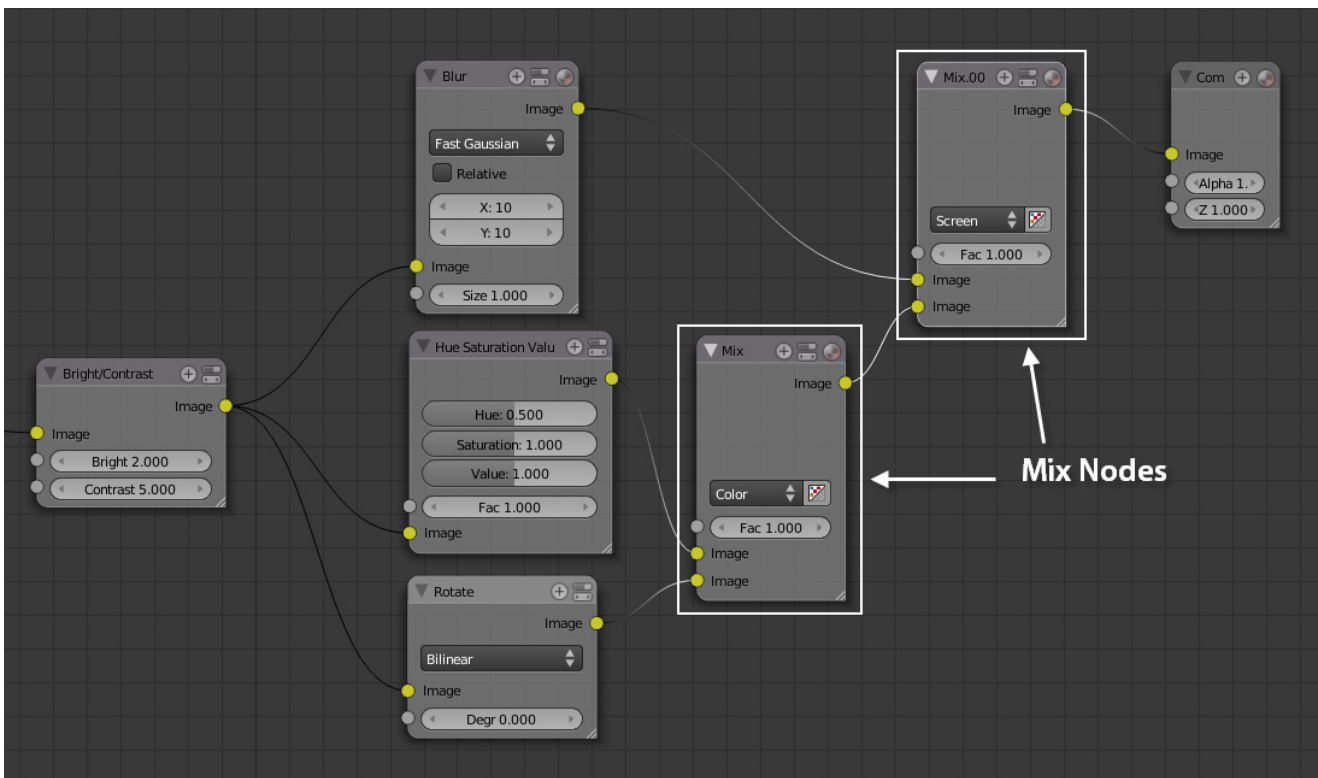 Blur
Image
Fast Gaussian
Relative
X: 10
Y: 10
Image
Size 1.000
Mix.00
Image
Screen
Fac 1.000
Image
Image
Com
Image
Alpha 1.
Z 1.000
Bright/Contrast
Image
Image
Bright 2.000
Contrast 5.000
Hue Saturation Valu
Image
Hue: 0.500
Saturation: 1.000
Value: 1.000
Fac 1.000
Image
Mix
Image
Color
Fac 1.000
Image
Image
Mix Nodes
Rotate
Image
Bilinear
Image
Degr 0.000